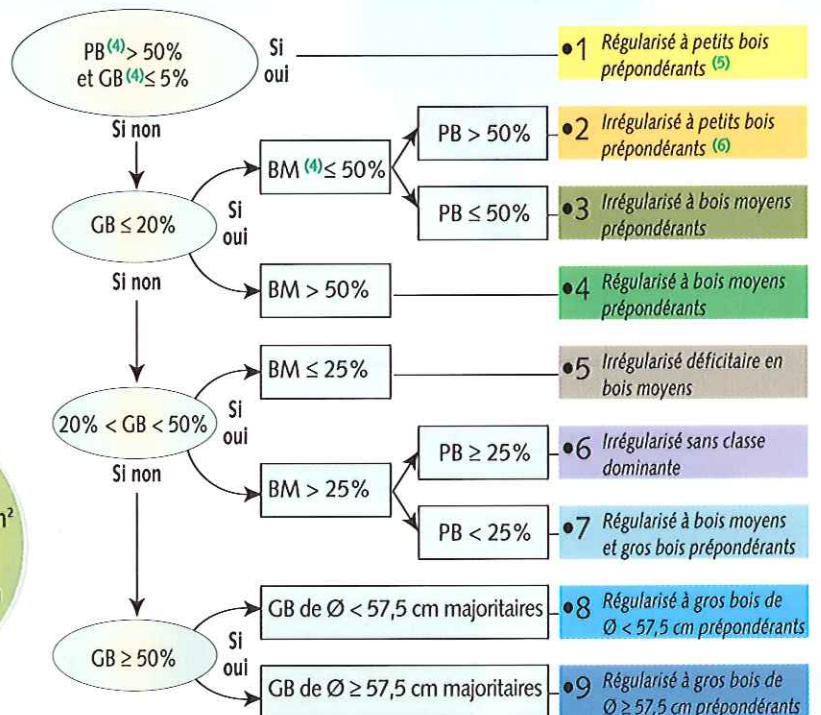 PB(4) > 50%
et GB(4) ≤ 5%
Si
oui
•1 Régularisé à petits bois
prépondérants (5)
Si non
BM (4) ≤ 50%
PB > 50%
•2 Irrégularisé à petits bois
prépondérants (6)
PB ≤ 50%
•3 Irrégularisé à bois moyens
prépondérants
GB ≤ 20%
Si
oui
BM > 50%
•4 Régularisé à bois moyens
prépondérants
Si non
BM ≤ 25%
•5 Irrégularisé déficitaire en
bois moyens
20% < GB < 50%
Si
oui
BM > 25%
PB ≥ 25%
•6 Irrégularisé sans classe
dominante
PB < 25%
•7 Régularisé à bois moyens
et gros bois prépondérants
Si non
m²
GB ≥ 50%
Si
oui
GB de Ø < 57,5 cm majoritaires
•8 Régularisé à gros bois de
Ø < 57,5 cm prépondérants
GB de Ø ≥ 57,5 cm majoritaires
•9 Régularisé à gros bois de
Ø ≥ 57,5 cm prépondérants